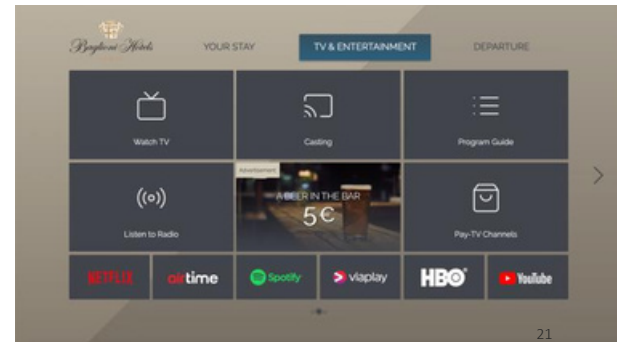 Baglioni Hotels
YOUR STAY
TV & ENTERTAINMENT
DEPARTURE
Watch TV
Casting
Program Guide
Listen to Radio
Advertisement
A BEER IN THE BAR
5€
Pay-TV Channels
NETFLIX
airtime
Spotify
viaplay
HBO
YouTube
21